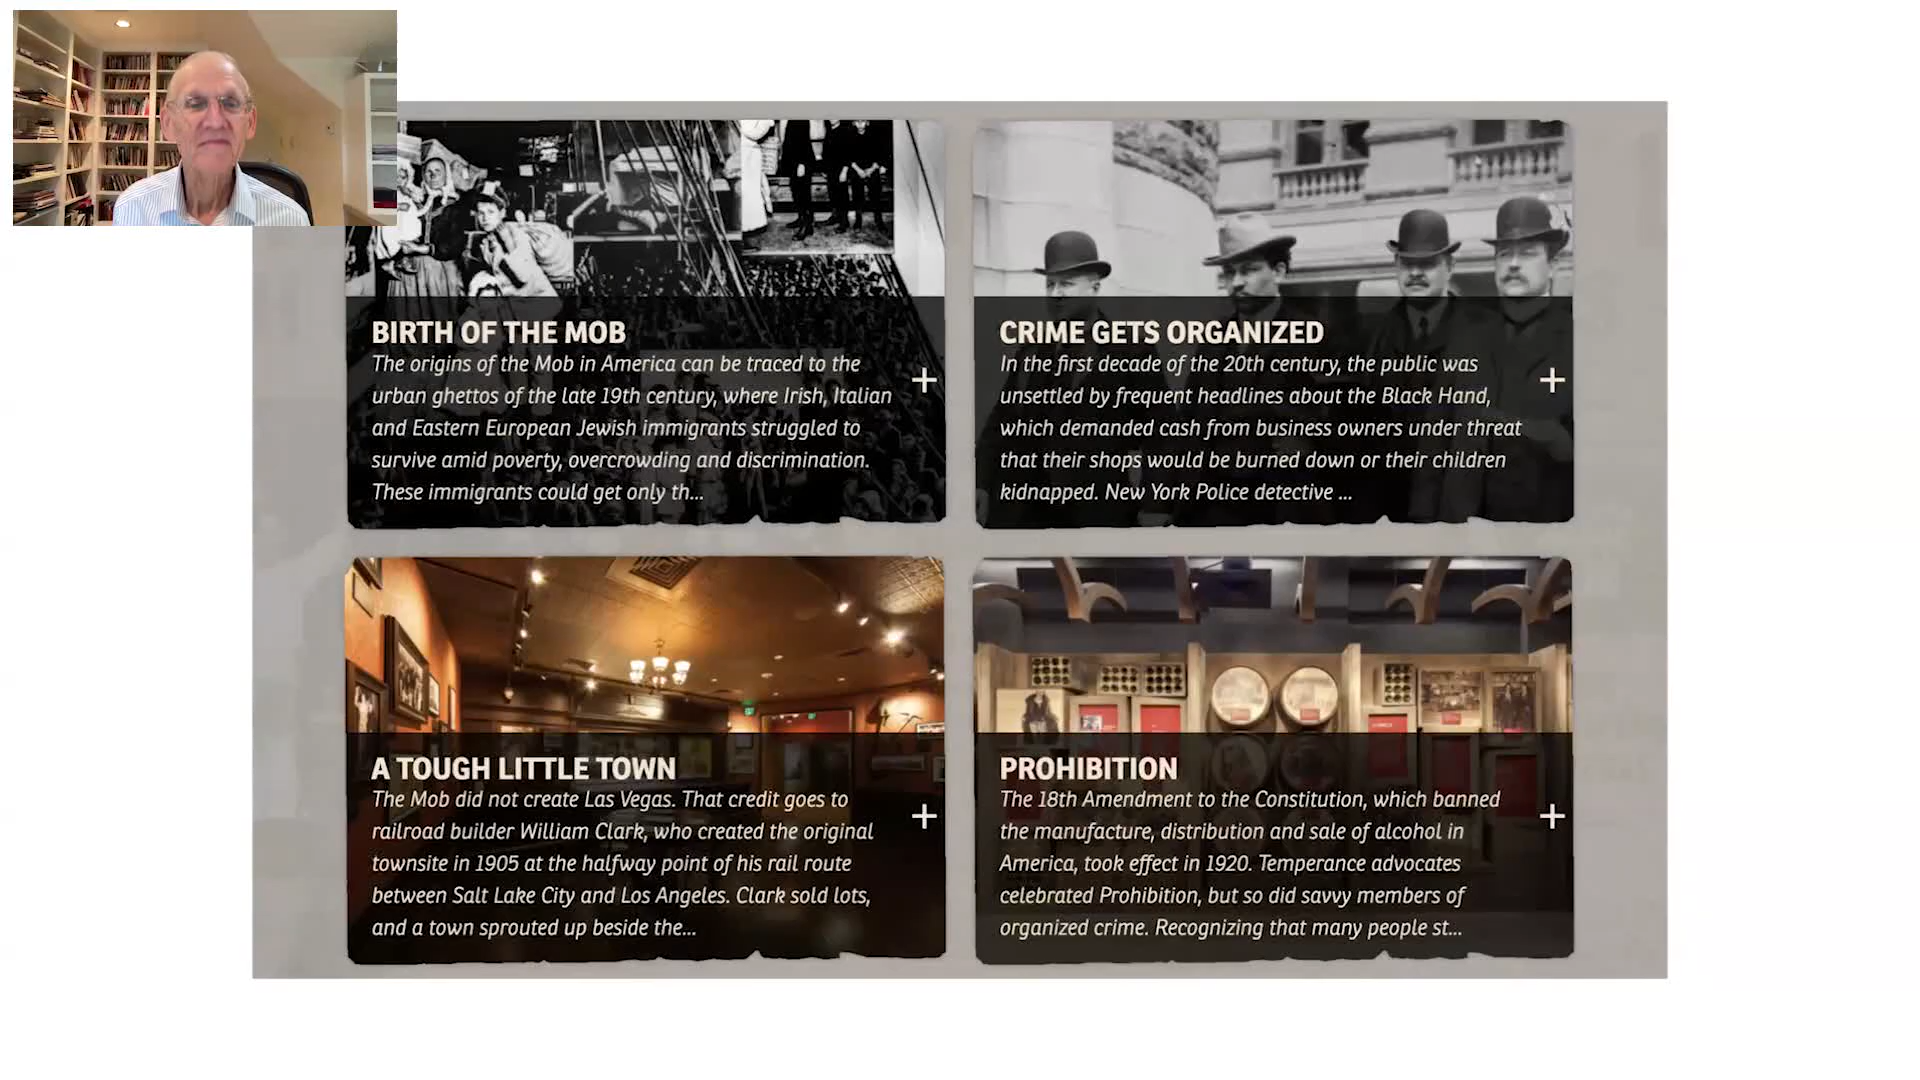 BIRTH OF THE MOB
The origins of the Mob in America can be traced to the
urban ghettos of the late 19th century, where Irish, Italian
and Eastern European Jewish immigrants struggled to
survive amid poverty, overcrowding and discrimination.
These immigrants could get only th...
CRIME GETS ORGANIZED
In the first decade of the 20th century, the public was
unsettled by frequent headlines about the Black Hand,
which demanded cash from business owners under threat
that their shops would be burned down or their children
kidnapped. New York Police detective ...
A TOUGH LITTLE TOWN
The Mob did not create Las Vegas. That credit goes to
railroad builder William Clark, who created the original
townsite in 1905 at the halfway point of his rail route
between Salt Lake City and Los Angeles. Clark sold lots,
and a town sprouted up beside the...
PROHIBITION
The 18th Amendment to the Constitution, which banned
the manufacture, distribution and sale of alcohol in
America, took effect in 1920. Temperance advocates
celebrated Prohibition, but so did savvy members of
organized crime. Recognizing that many people st...